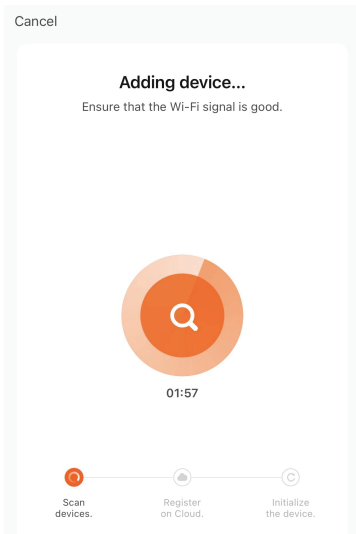 Cancel
Adding device...
Ensure that the Wi-Fi signal is good.
01:57
Scan
devices.
Register
on Cloud.
Initialize
the device.